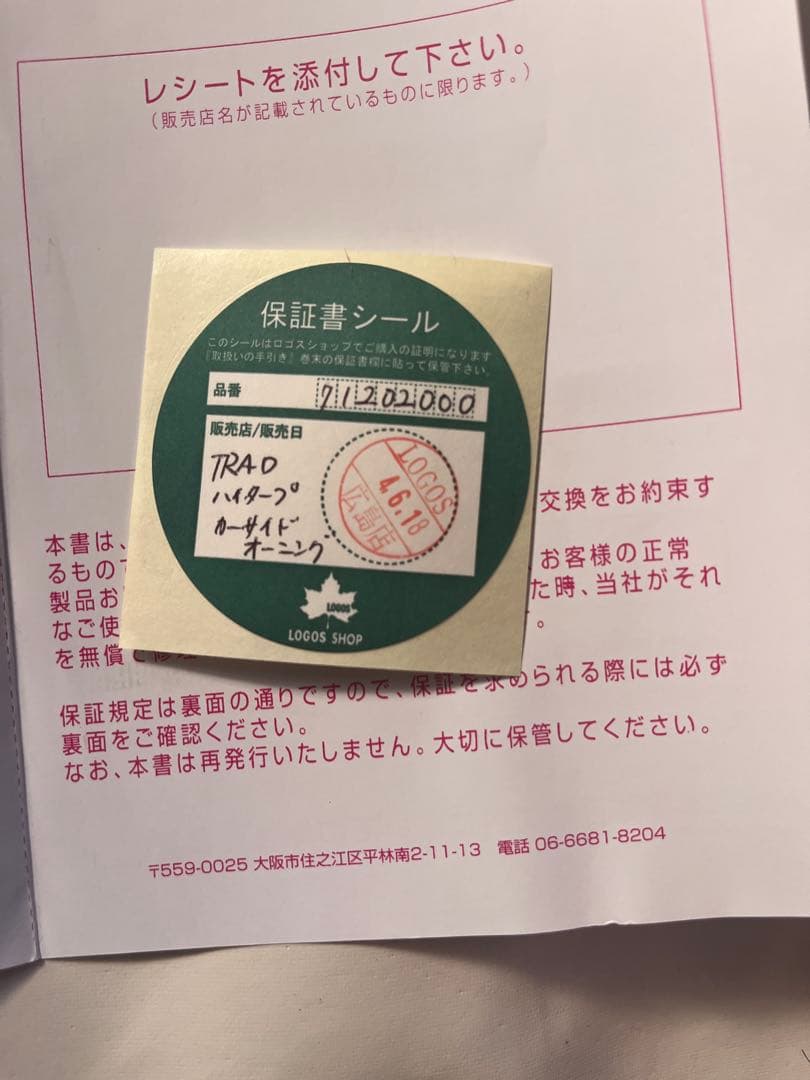 レシートを添付して下さい。
（販売店名が記載されているものに限ります。）
保証書シール
このシールはロゴスショップでご購入の証明になります
『取扱いの手引き』巻末の保証書欄に貼って保管下さい。
品番 71202000
販売店/販売日
TRAD
ハイタープ
カーサイド
オーニング
LOGOS
4.6.18
広島店
LOGOS
LOGOS SHOP
交換をお約束す
本書は、
るもの
お客様の正常
製品お
た時、当社がそれ
なご使
を無償で修理
保証規定は裏面の通りですので、保証を求められる際には必ず
裏面をご確認ください。
なお、本書は再発行いたしません。大切に保管してください。
〒559-0025 大阪市住之江区平林南2-11-13 電話 06-6681-8204